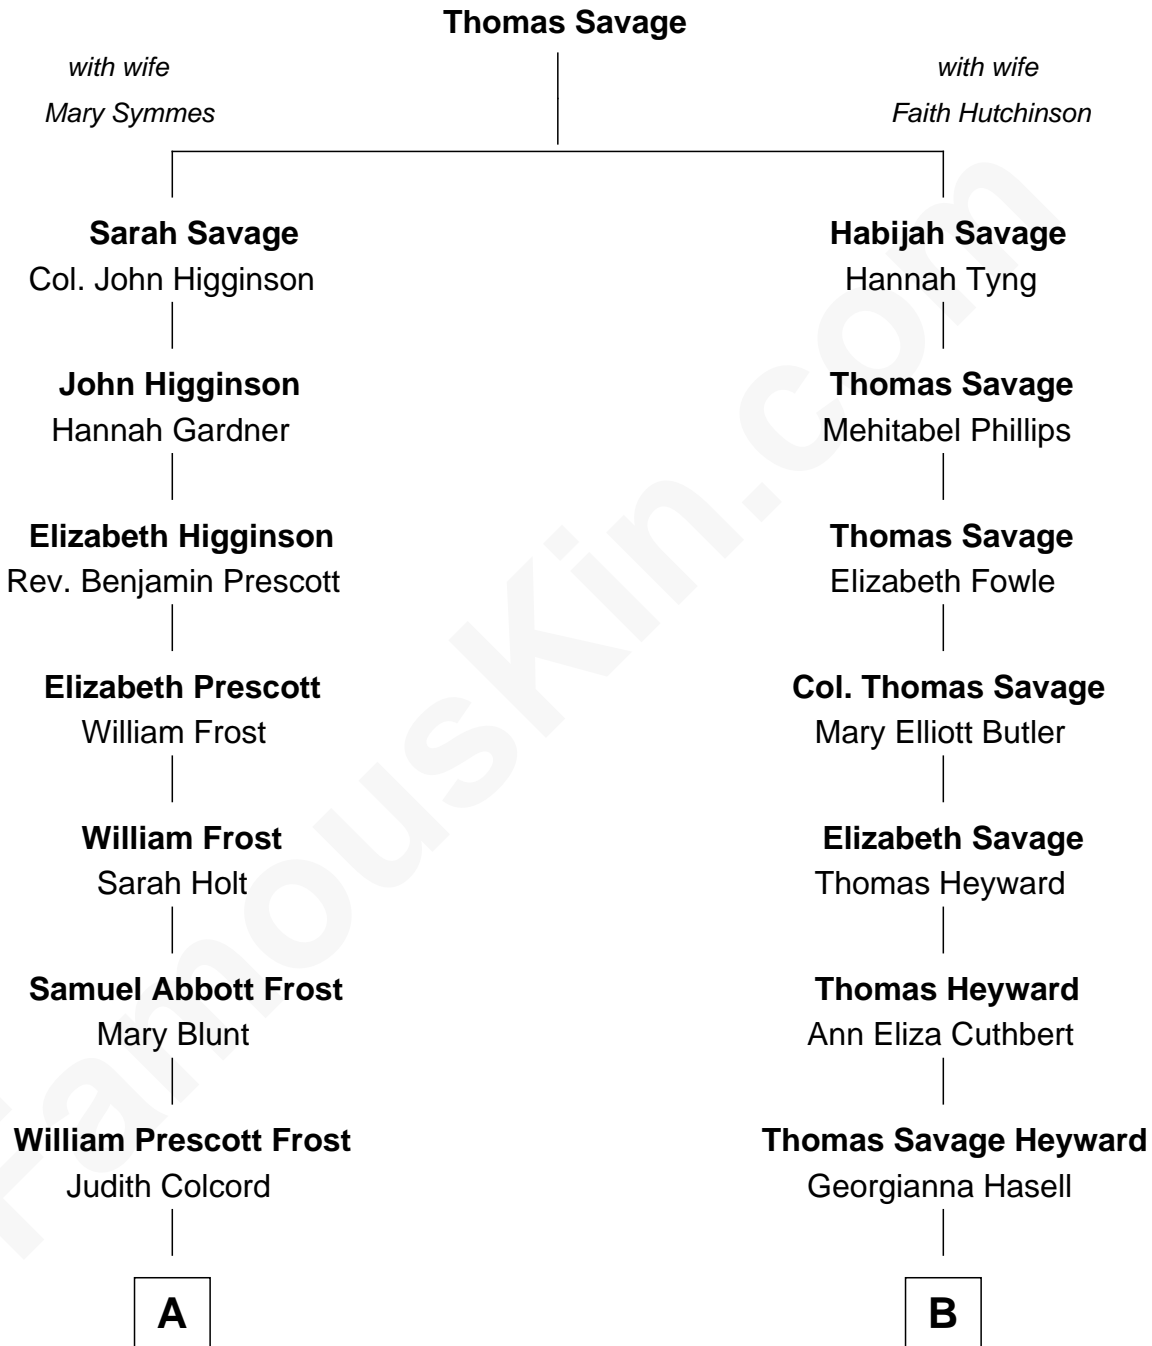 Thomas Savage
with wife
Mary Symmes
with wife
Faith Hutchinson
Sarah Savage
Col. John Higginson
Habijah Savage
Hannah Tyng
John Higginson
Hannah Gardner
Thomas Savage
Mehitabel Phillips
Elizabeth Higginson
Rev. Benjamin Prescott
Thomas Savage
Elizabeth Fowle
Elizabeth Prescott
William Frost
Col. Thomas Savage
Mary Elliott Butler
William Frost
Sarah Holt
Elizabeth Savage
Thomas Heyward
Samuel Abbott Frost
Mary Blunt
Thomas Heyward
Ann Eliza Cuthbert
William Prescott Frost
Judith Colcord
Thomas Savage Heyward
Georgianna Hasell
A
B
FamousKin.com